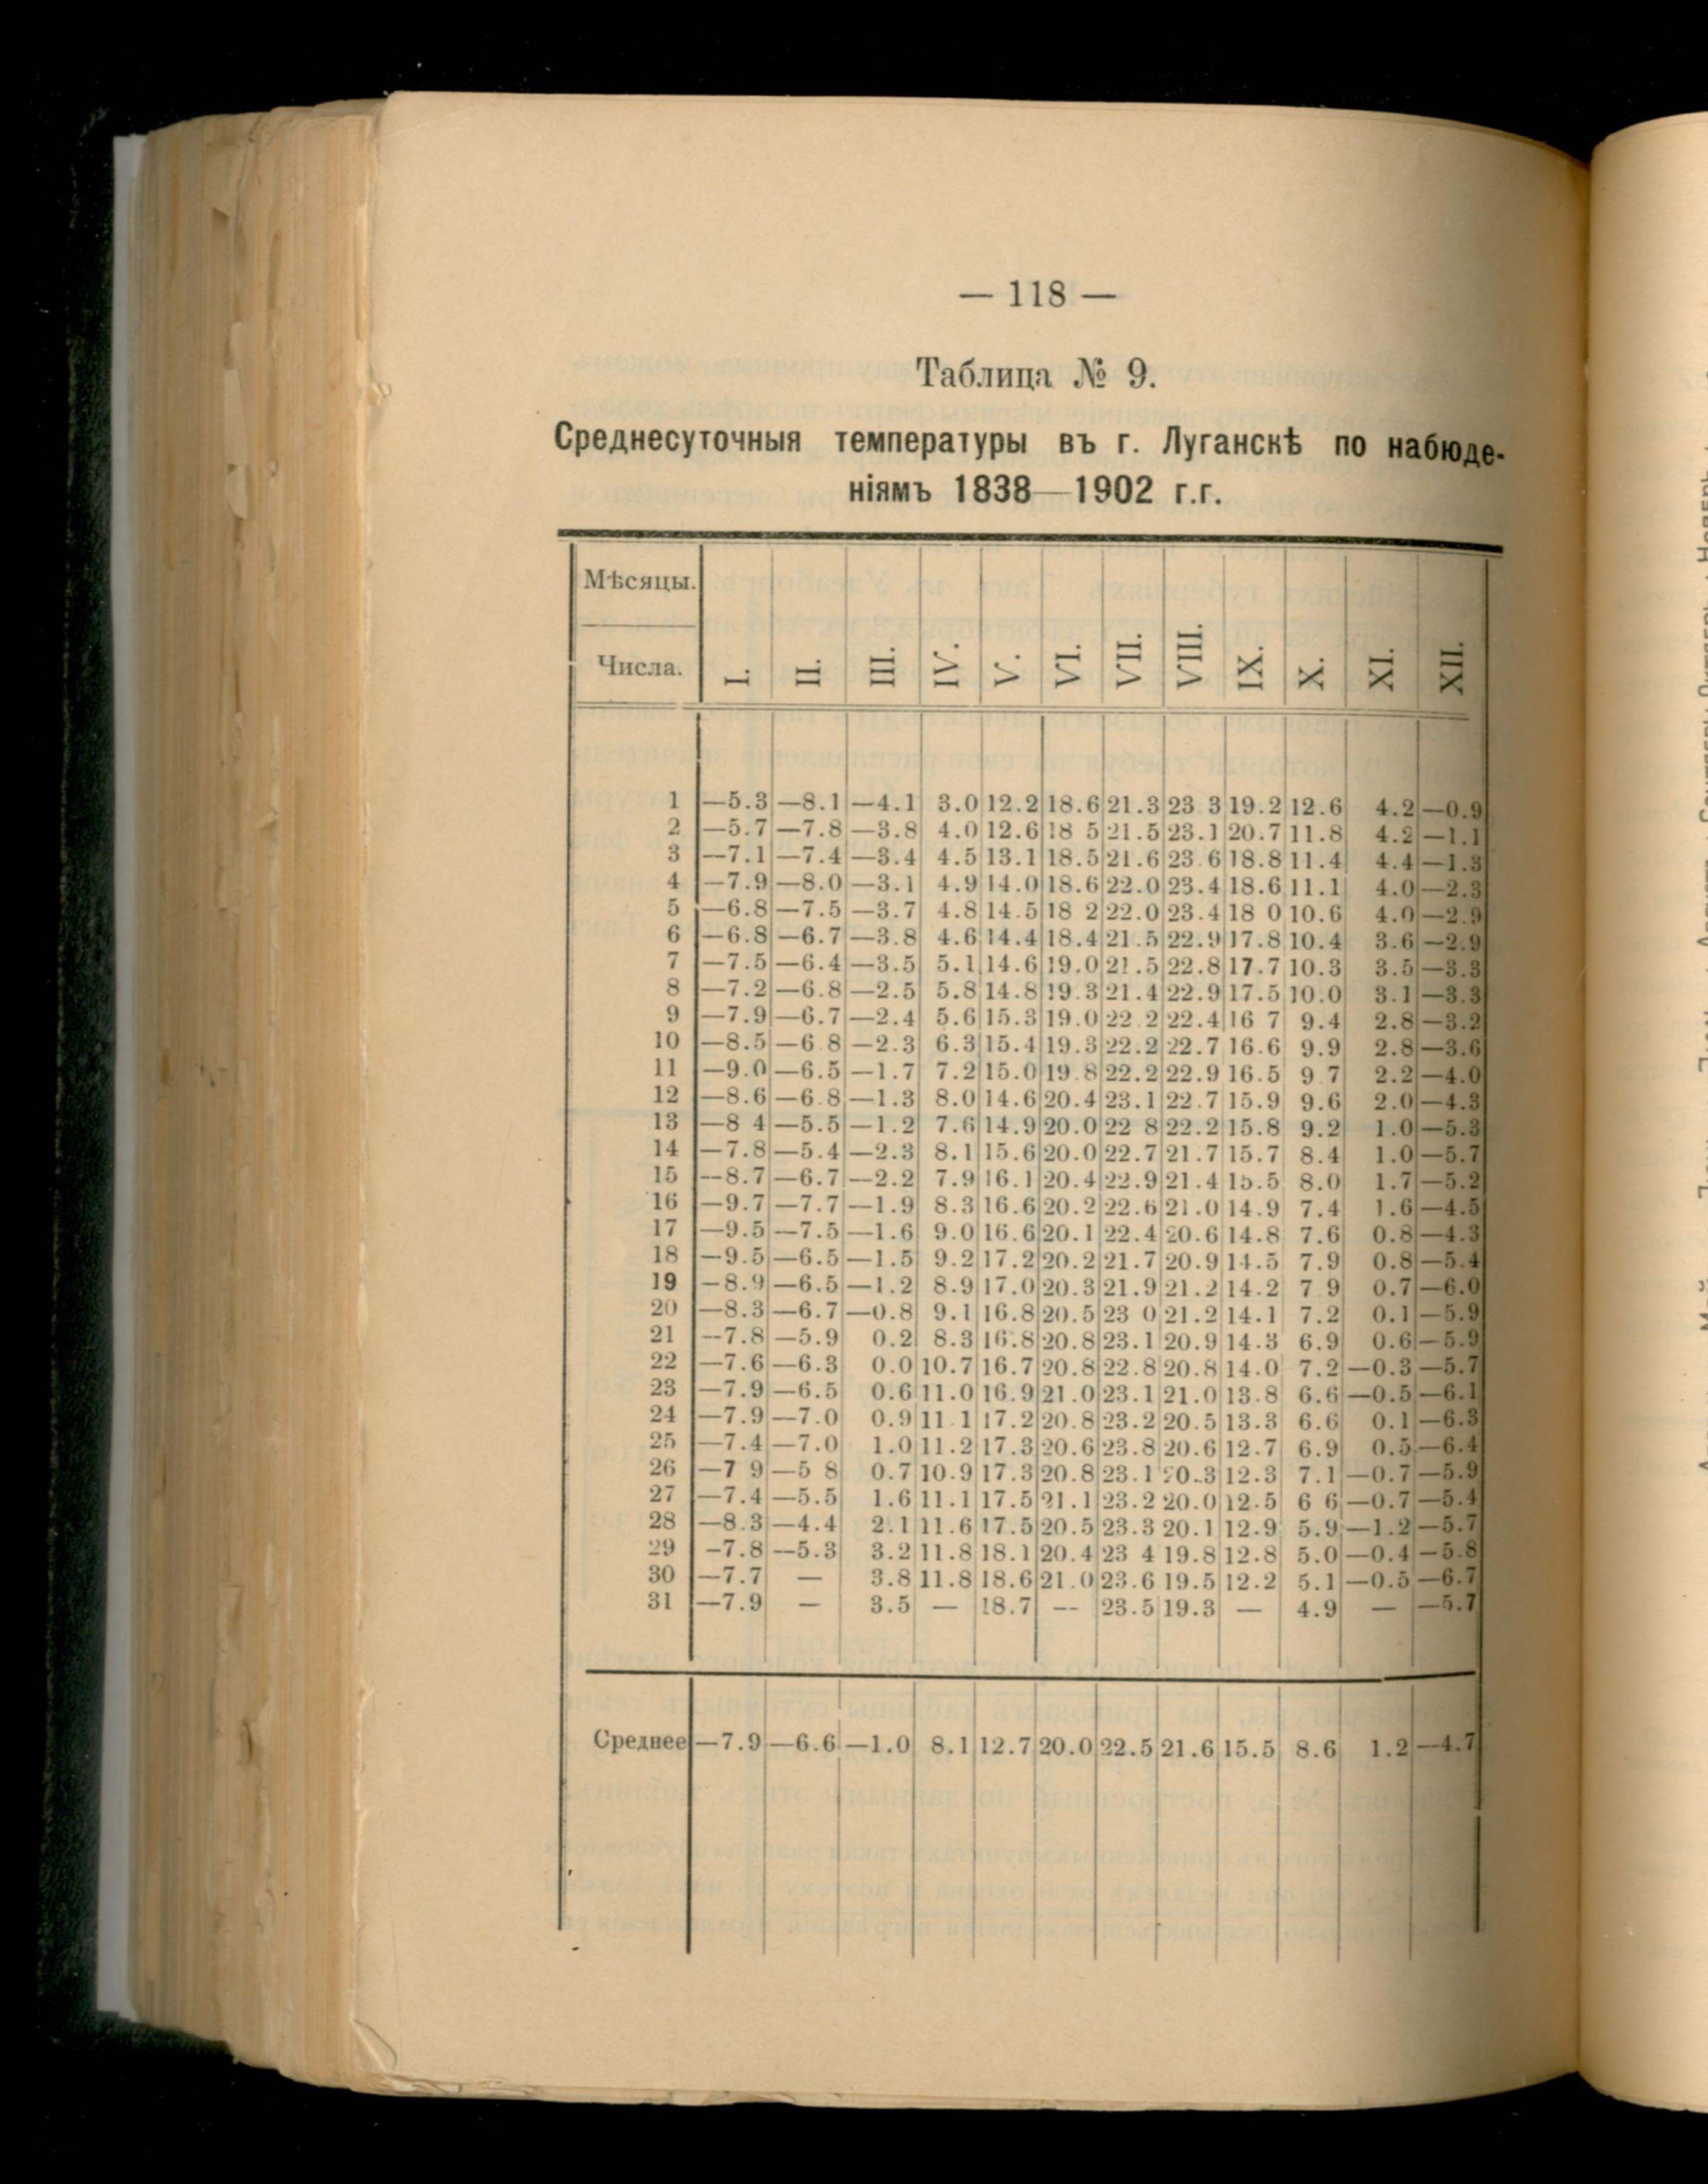 — 118 —
Таблица № 9.
Среднесуточныя температуры въ г. Луганскѣ по набюде-
ніямъ 1838—1902 г.г.
Мѣсяцы.
Числа. I. II. III. IV. V. VI. VII. VIII. IX. X. XI. XII.
1 —5.3 —8.1 —4.1 3.0 12.2 18.6 21.3 23 3 19.2 12.6 4.2 —0.9
2 —5.7 —7.8 —3.8 4.0 12.6 18 5 21.5 23.1 20.7 11.8 4.2 —1.1
3 —7.1 —7.4 —3.4 4.5 13.1 18.5 21.6 23.6 18.8 11.4 4.4 —1.3
4 —7.9 —8.0 —3.1 4.9 14.0 18.6 22.0 23.4 18.6 11.1 4.0 —2.3
5 —6.8 —7.5 —3.7 4.8 14.5 18 2 22.0 23.4 18 0 10.6 4.0 —2.9
6 —6.8 —6.7 —3.8 4.6 14.4 18.4 21.5 22.9 17.8 10.4 3.6 —2.9
7 —7.5 —6.4 —3.5 5.1 14.6 19.0 21.5 22.8 17.7 10.3 3.5 —3.3
8 —7.2 —6.8 —2.5 5.8 14.8 19.3 21.4 22.9 17.5 10.0 3.1 —3.3
9 —7.9 —6.7 —2.4 5.6 15.3 19.0 22 2 22.4 16 7 9.4 2.8 —3.2
10 —8.5 —6 8 —2.3 6.3 15.4 19.3 22.2 22.7 16.6 9.9 2.8 —3.6
11 —9.0 —6.5 —1.7 7.2 15.0 19.8 22.2 22.9 16.5 9 7 2.2 —4.0
12 —8.6 —6.8 —1.3 8.0 14.6 20.4 23.1 22.7 15.9 9.6 2.0 —4.3
13 —8 4 —5.5 —1.2 7.6 14.9 20.0 22 8 22.2 15.8 9.2 1.0 —5.3
14 —7.8 —5.4 —2.3 8.1 15.6 20.0 22.7 21.7 15.7 8.4 1.0 —5.7
15 —8.7 —6.7 —2.2 7.9 16.1 20.4 22.9 21.4 15.5 8.0 1.7 —5.2
16 —9.7 —7.7 —1.9 8.3 16.6 20.2 22.6 21.0 14.9 7.4 1.6 —4.5
17 —9.5 —7.5 —1.6 9.0 16.6 20.1 22.4 20.6 14.8 7.6 0.8 —4.3
18 —9.5 —6.5 —1.5 9.2 17.2 20.2 21.7 20.9 14.5 7.9 0.8 —5.4
19 —8.9 —6.5 —1.2 8.9 17.0 20.3 21.9 21.2 14.2 7 9 0.7 —6.0
20 —8.3 —6.7 —0.8 9.1 16.8 20.5 23 0 21.2 14.1 7.2 0.1 —5.9
21 —7.8 —5.9 0.2 8.3 16.8 20.8 23.1 20.9 14.3 6.9 0.6 —5.9
22 —7.6 —6.3 0.0 10.7 16.7 20.8 22.8 20.8 14.0 7.2 —0.3 —5.7
23 —7.9 —6.5 0.6 11.0 16.9 21.0 23.1 21.0 13.8 6.6 —0.5 —6.1
24 —7.9 —7.0 0.9 11.1 17.2 20.8 23.2 20.5 13.3 6.6 0.1 —6.3
25 —7.4 —7.0 1.0 11.2 17.3 20.6 23.8 20.6 12.7 6.9 0.5 —6.4
26 —7 9 —5 8 0.7 10.9 17.3 20.8 23.1 20.3 12.3 7.1 —0.7 —5.9
27 —7.4 —5.5 1.6 11.1 17.5 21.1 23.2 20.0 12.5 6 6 —0.7 —5.4
28 —8.3 —4.4 2.1 11.6 17.5 20.5 23.3 20.1 12.9 5.9 —1.2 —5.7
29 —7.8 —5.3 3.2 11.8 18.1 20.4 23 4 19.8 12.8 5.0 —0.4 —5.8
30 —7.7 — 3.8 11.8 18.6 21.0 23.6 19.5 12.2 5.1 —0.5 —6.7
31 —7.9 — 3.5 — 18.7 — 23.5 19.3 — 4.9 — —5.7
Среднее —7.9 —6.6 —1.0 8.1 12.7 20.0 22.5 21.6 15.5 8.6 1.2 —4.7